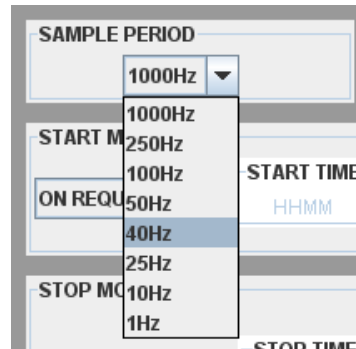 SAMPLE PERIOD
1000Hz
1000Hz
250Hz
START M
100Hz
START TIME
50Hz
ON REQU
HHMM
40Hz
25Hz
STOP MO
10Hz
1Hz
STOP TIME